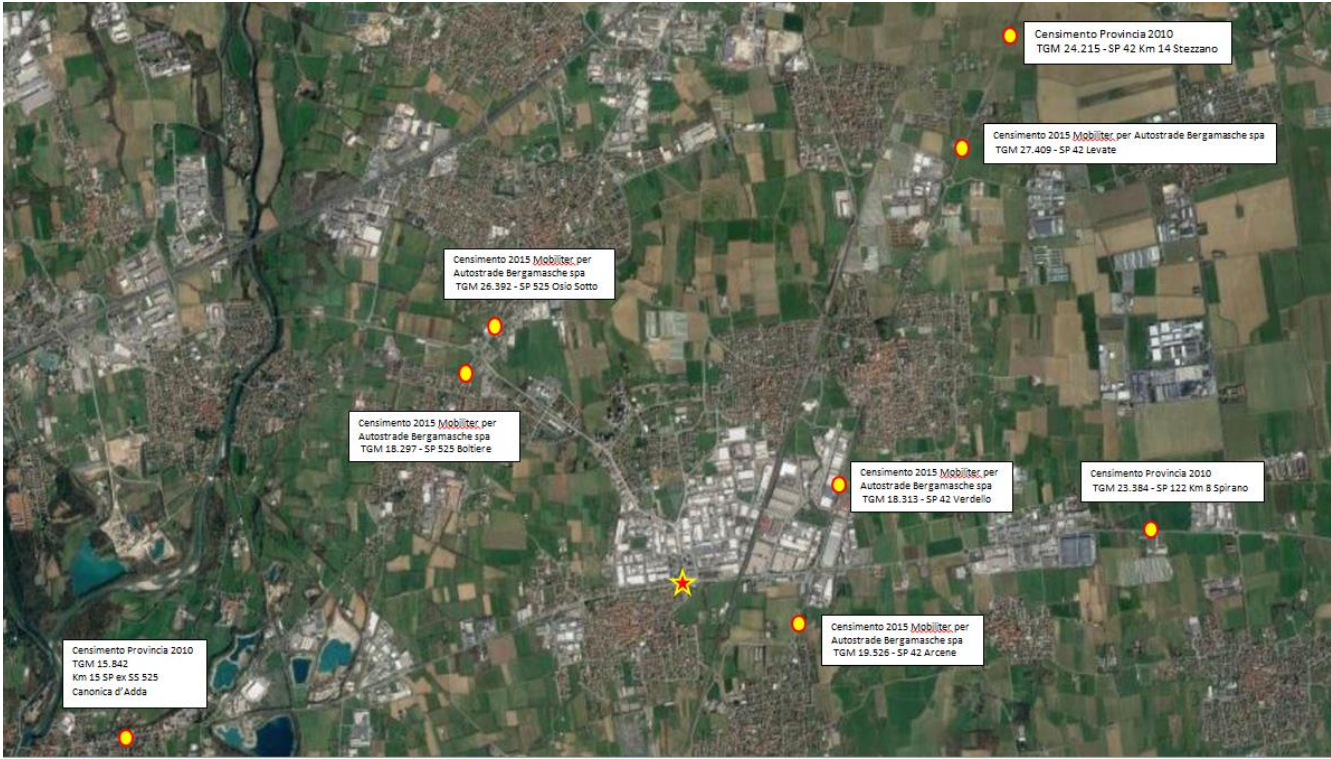 Censimento Provincia 2010
TGM 24.215 - SP 42 Km 14 Stezzano
Censimento 2015 Mobiliter per Autostrade Bergamasche spa
TGM 27.409 - SP 42 Levate
Censimento 2015 Mobiliter per
Autostrade Bergamasche spa
TGM 26.392 - SP 525 Osio Sotto
Censimento 2015 Mobiliter per
Autostrade Bergamasche spa
TGM 18.297 - SP 525 Boltiere
Censimento 2015 Mobiliter per
Autostrade Bergamasche spa
TGM 18.313 - SP 42 Verdello
Censimento Provincia 2010
TGM 23.384 - SP 122 Km 8 Spirano
Censimento 2015 Mobiliter per
Autostrade Bergamasche spa
TGM 19.526 - SP 42 Arcene
Censimento Provincia 2010
TGM 15.842
Km 15 SP ex SS 525
Canonica d'Adda